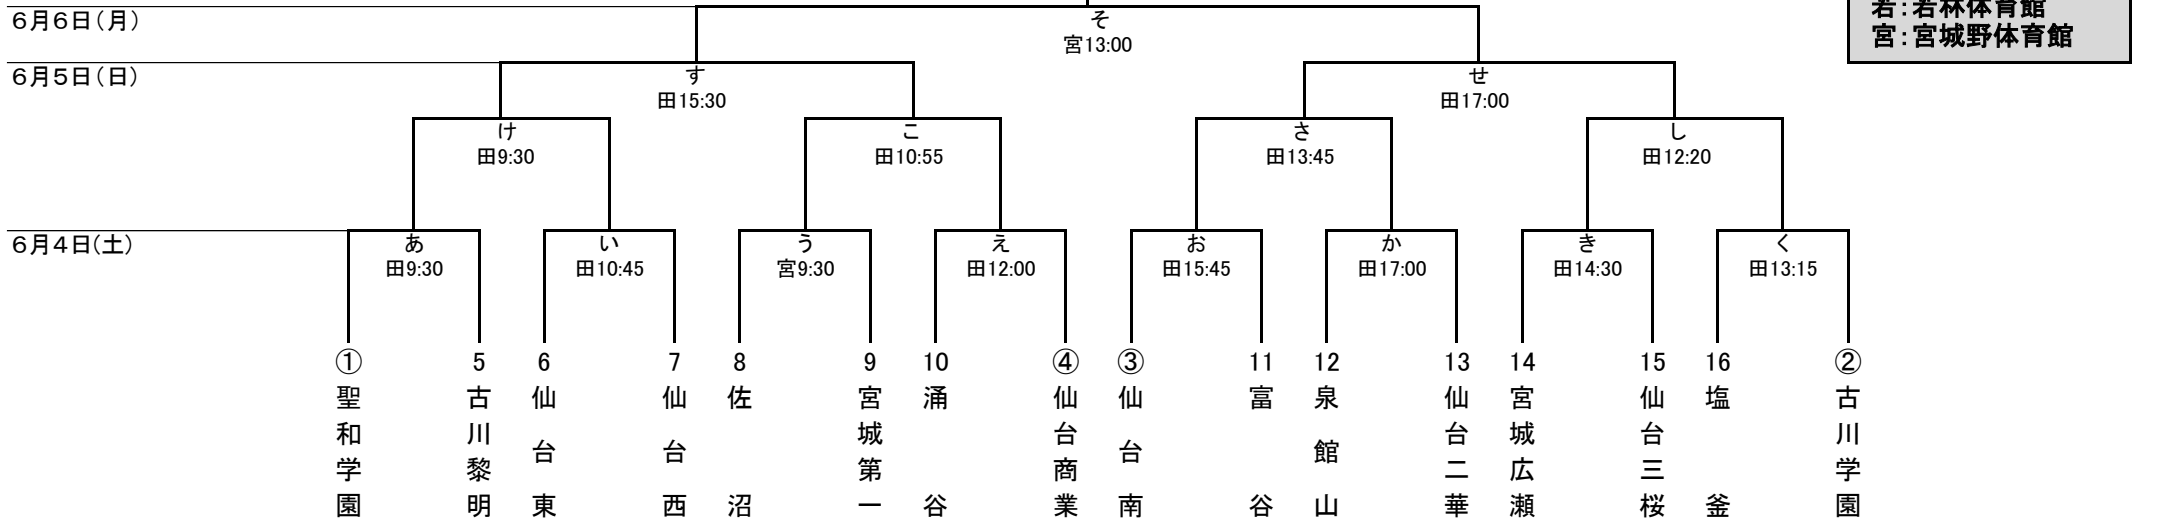 若：若林体育館
宮：宮城野体育館
６月６日（月）
そ
宮13:00
６月５日（日）
す
田15:30
せ
田17:00
け
田9:30
こ
田10:55
さ
田13:45
し
田12:20
６月４日(土)
あ
田9:30
い
田10:45
う
宮9:30
え
田12:00
お
田15:45
か
田17:00
き
田14:30
く
田13:15
①
聖和学園
5
古川黎明
6
仙台東
7
仙台西
8
佐沼
9
宮城第一
10
涌谷
④
仙台商業
③
仙台南
11
富谷
12
泉館山
13
仙台二華
14
宮城広瀬
15
仙台三桜
16
塩釜
②
古川学園